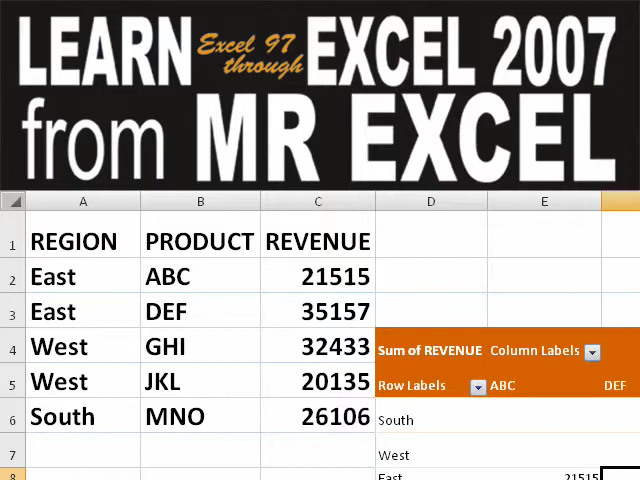 LEARN Excel 97 through EXCEL 2007
from MR EXCEL
A B C D E
1 REGION PRODUCT REVENUE
2 East ABC 21515
3 East DEF 35157
4 West GHI 32433 Sum of REVENUE Column Labels
5 West JKL 20135 Row Labels ABC DEF
6 South MNO 26106 South
7 West
8 East 21515